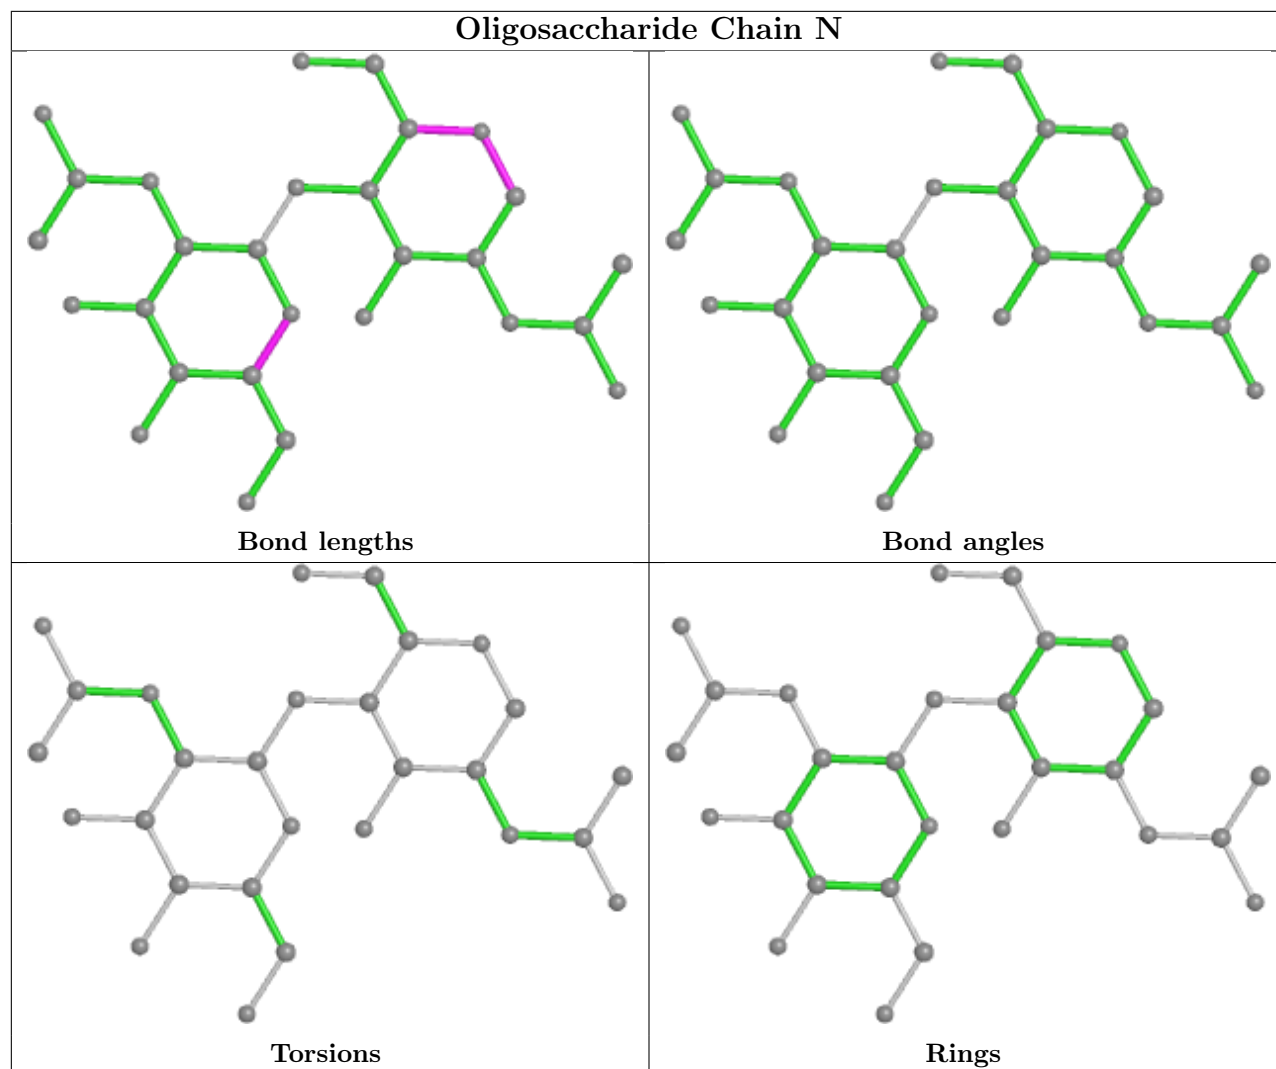 Oligosaccharide Chain N
Bond lengths
Bond angles
Torsions
Rings